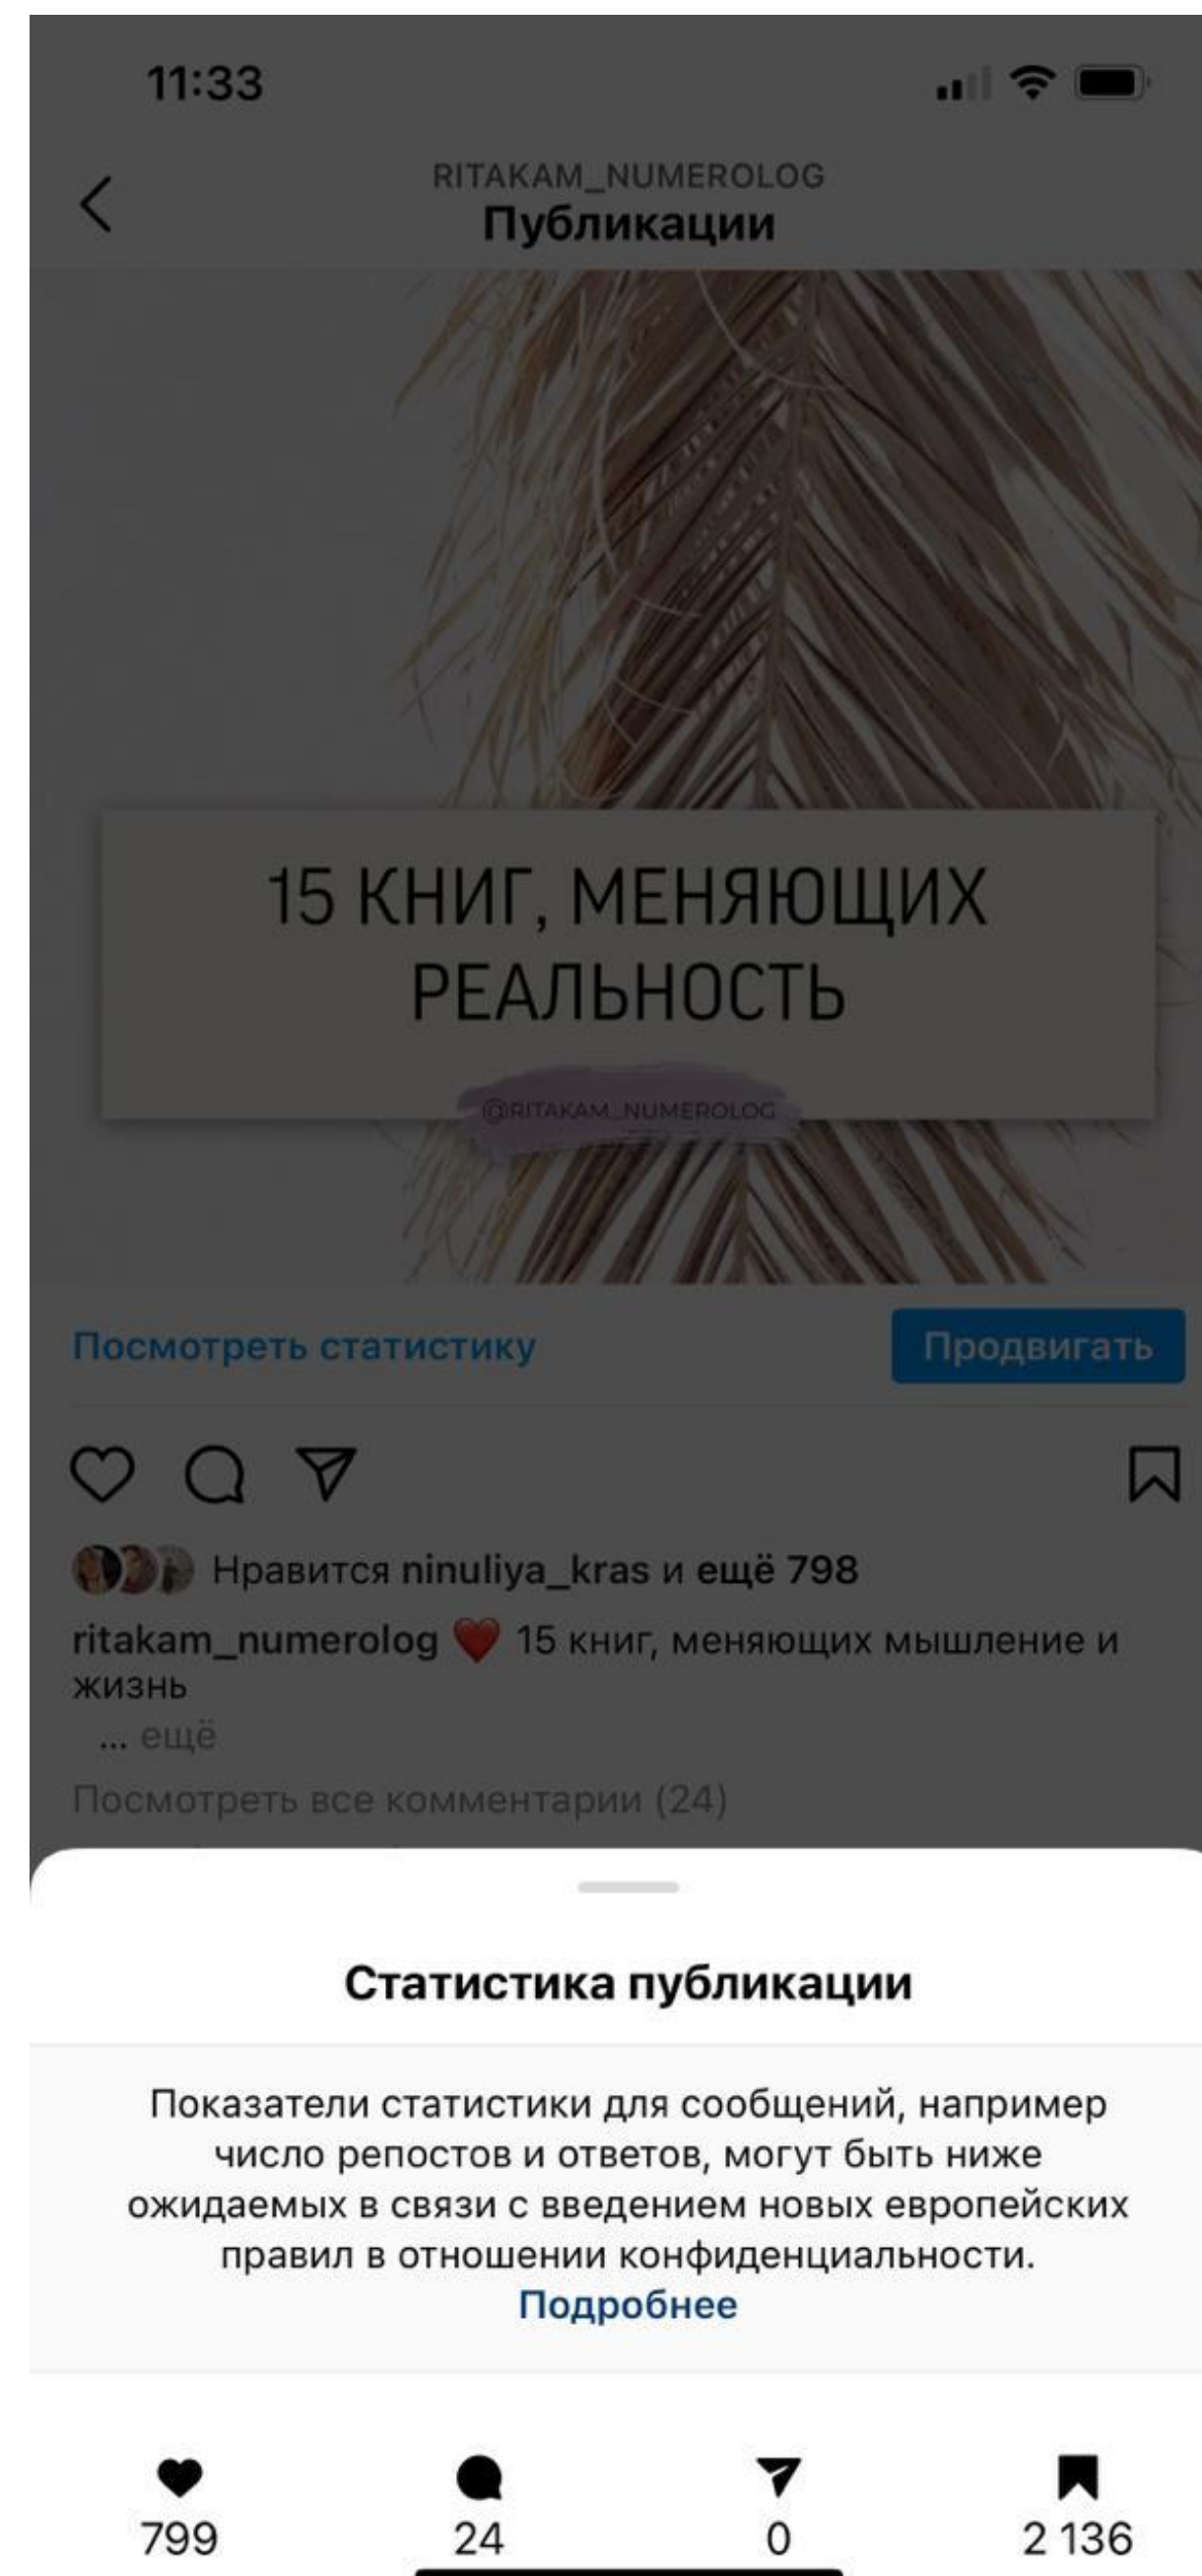 11:33
RITAKAM_NUMEROLOG
Публикации
15 КНИГ, МЕНЯЮЩИХ
РЕАЛЬНОСТЬ
@RITAKAM_NUMEROLOG
Посмотреть статистику
Продвигать
Нравится ninuliya_kras и ещё 798
ritakam_numerolog ❤️ 15 книг, меняющих мышление и
жизнь
... ещё
Посмотреть все комментарии (24)
Статистика публикации
Показатели статистики для сообщений, например
число репостов и ответов, могут быть ниже
ожидаемых в связи с введением новых европейских
правил в отношении конфиденциальности.
Подробнее
799 24 0 2 136